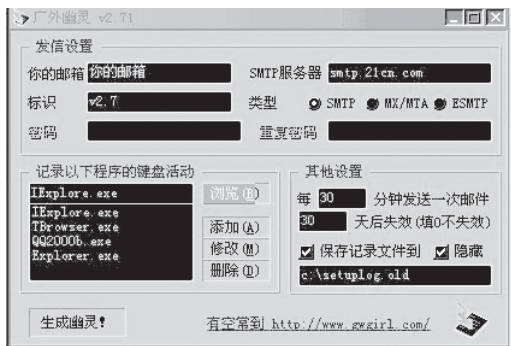 广外幽灵 v2.71
发信设置
你的邮箱 你的邮箱 SMTP服务器 smtp.21cn.com
标识 v2.7 类型 SMTP MX/MTA ESMTP
密码 重复密码
记录以下程序的键盘活动
IExplore.exe 浏览(B)
IExplore.exe
TBrowser.exe 添加(A)
QQ2000b.exe 修改(M)
Explorer.exe 删除(D)
其他设置
每 30 分钟发送一次邮件
30 天后失效(填0不失效)
保存记录文件到 隐藏
c:\setuplog.old
生成幽灵!
有空常到 http://www.gwgirl.com/